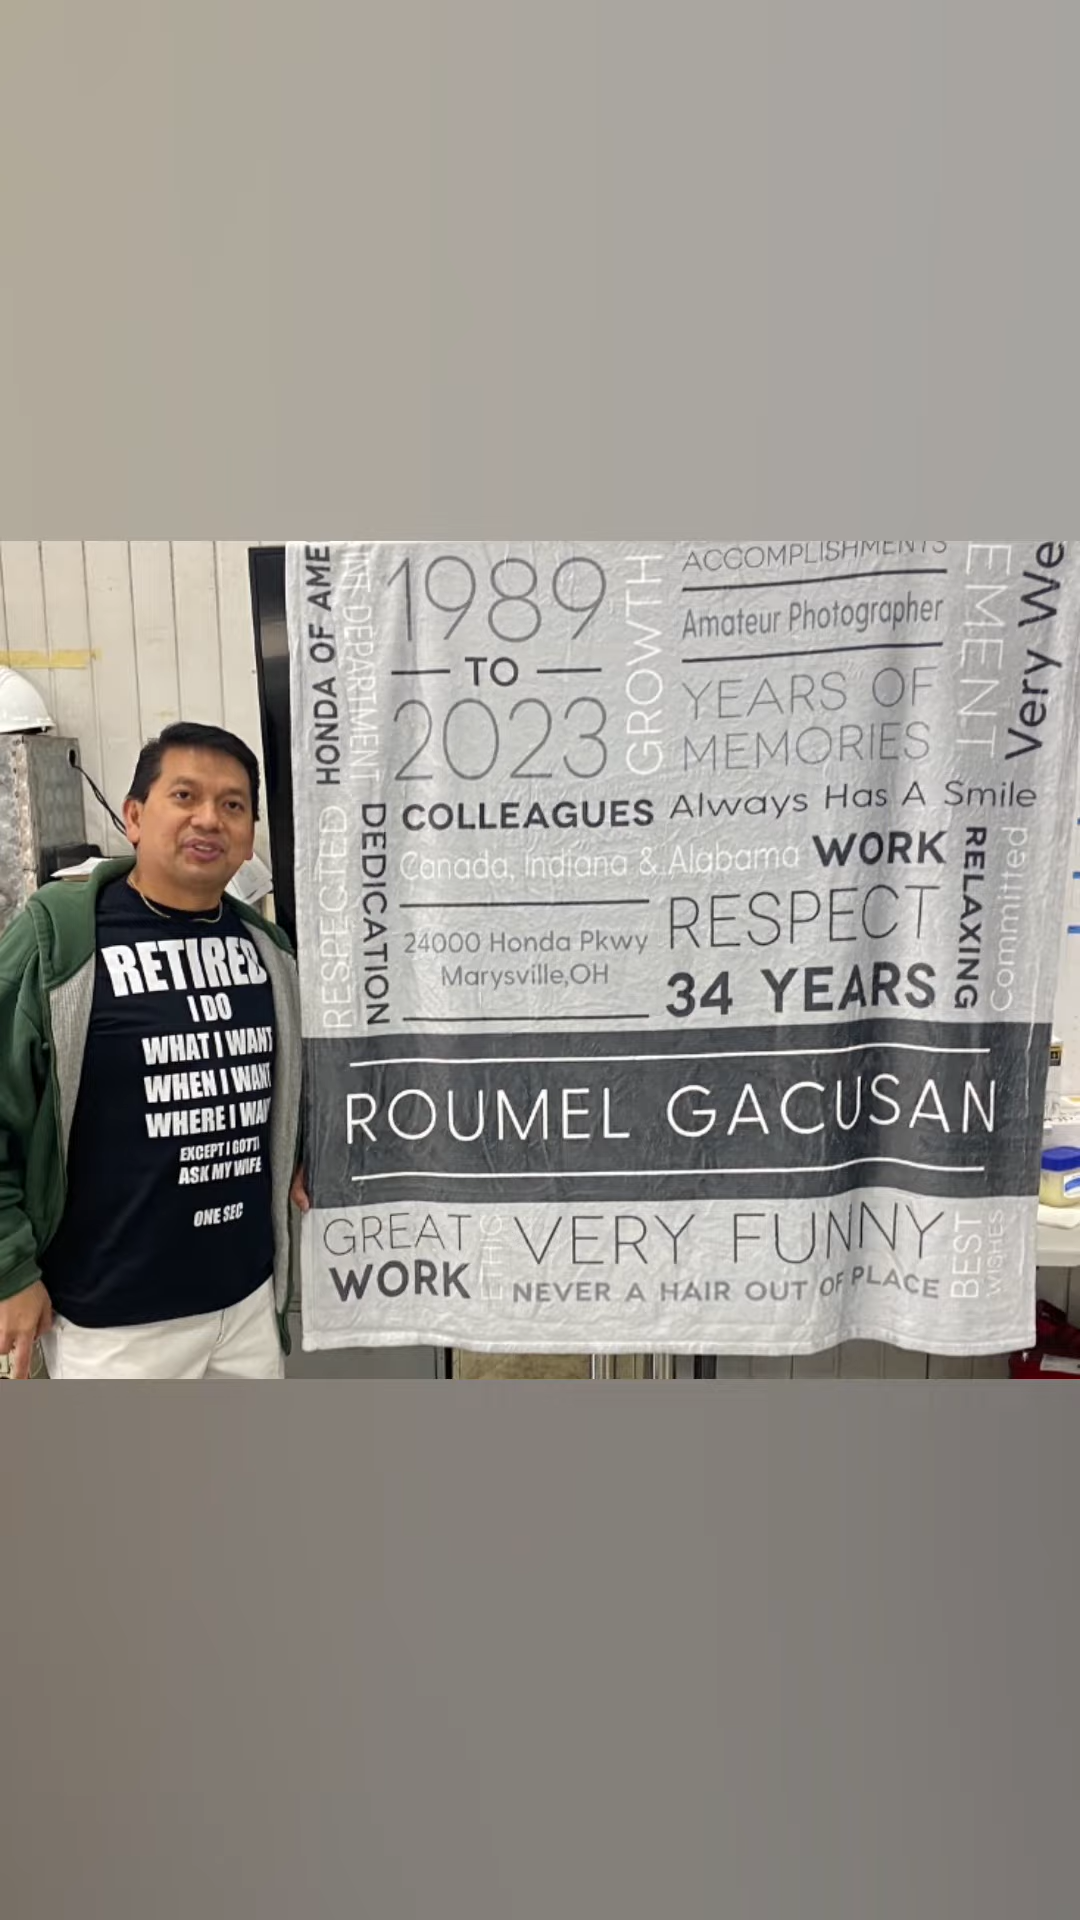 RETIRED
I DO
WHAT I WANT
WHEN I WANT
WHERE I WAN
EXCEPT I GOTTA
ASK MY WIFE
ONE SEC
HONDA OF AME
DEPARTMENT
1989
TO
2023
GROWTH
ACCOMPLISHMENTS
Amateur Photographer
YEARS OF
MEMORIES
EMENT
Very We
RESPECTED
DEDICATION
COLLEAGUES
Always Has A Smile
Canada, Indiana & Alabama
WORK
24000 Honda Pkwy
Marysville,OH
RESPECT
34 YEARS
RELAXING
Committed
ROUMEL GACUSAN
GREAT
WORK
ETHIC
VERY FUNNY
NEVER A HAIR OUT OF PLACE
BEST
WISHES